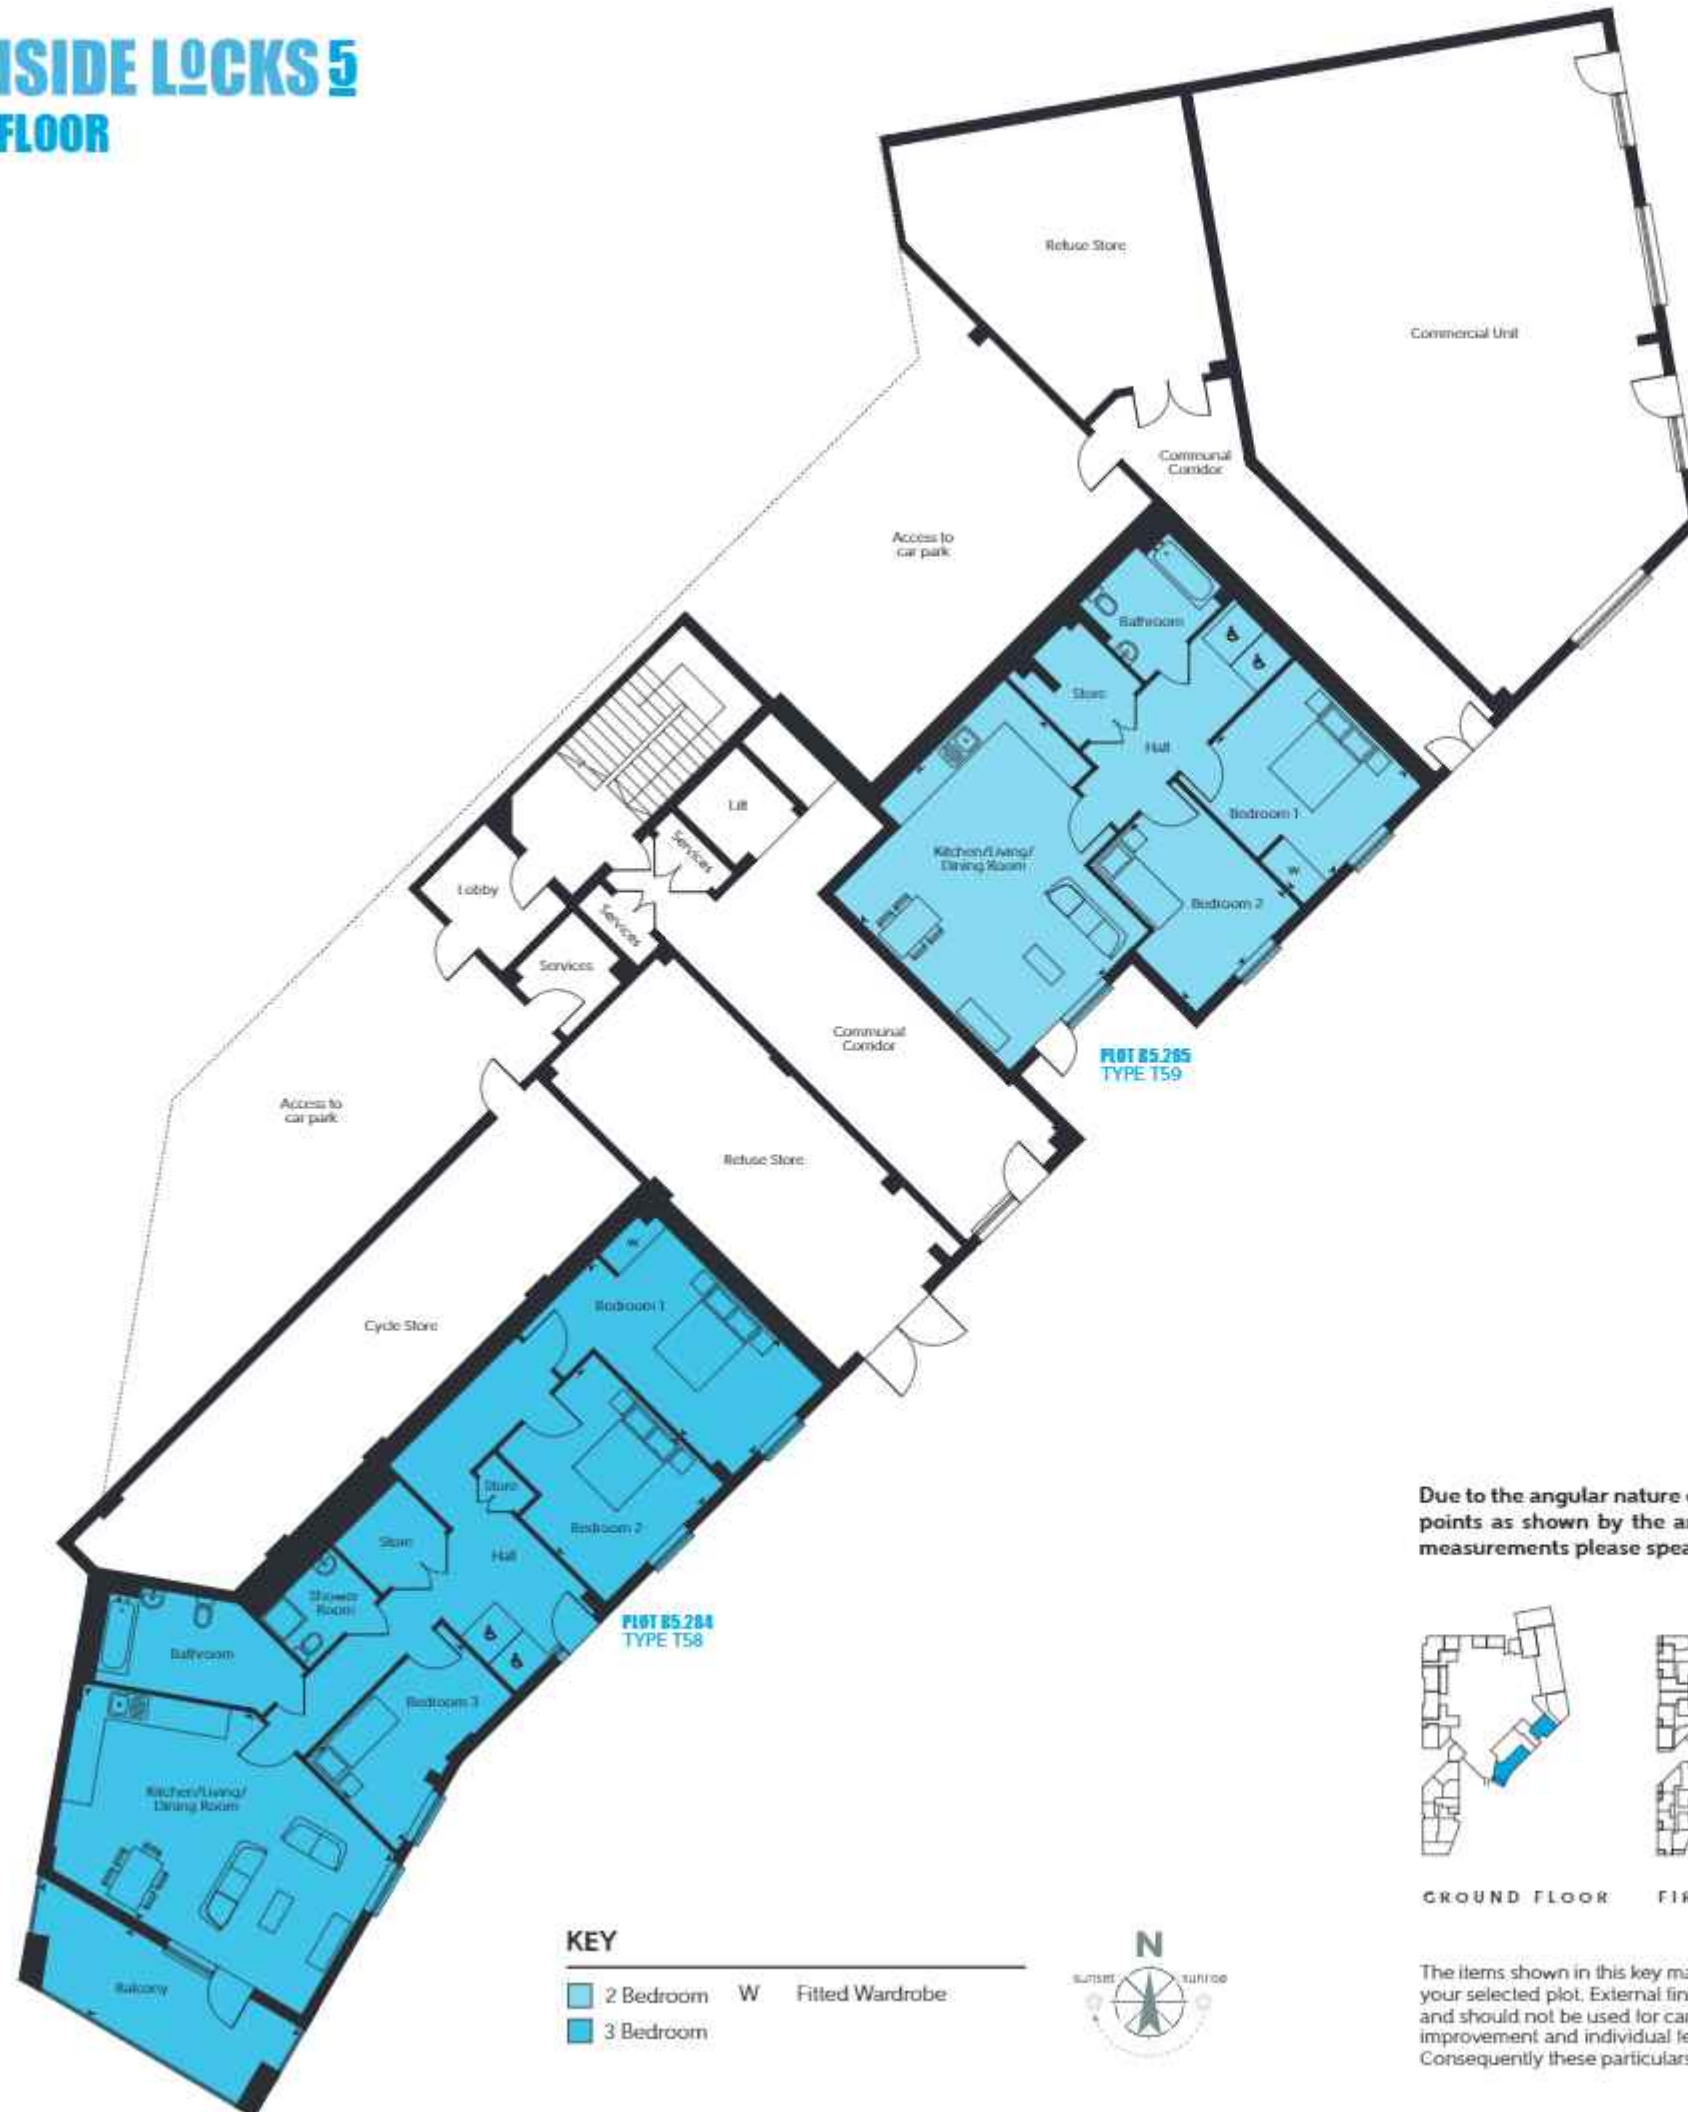 NSIDE LOCKS 5
FLOOR
Refuse Store
Commercial Unit
Communal
Corridor
Access to
car park
Bathroom
Store
Hall
Bedroom 1
W
Lift
Services
Kitchen/Living/
Dining Room
Bedroom 2
Lobby
Services
Services
Communal
Corridor
PLOT B5.285
TYPE T59
Access to
car park
Refuse Store
W
Bedroom 1
Cycle Store
Store
Bedroom 2
Store
Hall
Shower
Room
PLOT B5.284
TYPE T58
Bathroom
Bedroom 3
Kitchen/Living/
Dining Room
Balcony
KEY
2 Bedroom W Fitted Wardrobe
3 Bedroom
N
sunset sunrise
Due to the angular nature
points as shown by the
measurements please
GROUND FLOOR
The items shown in this key
your selected plot. External
and should not be used for
improvement and individual
Consequently these particulars